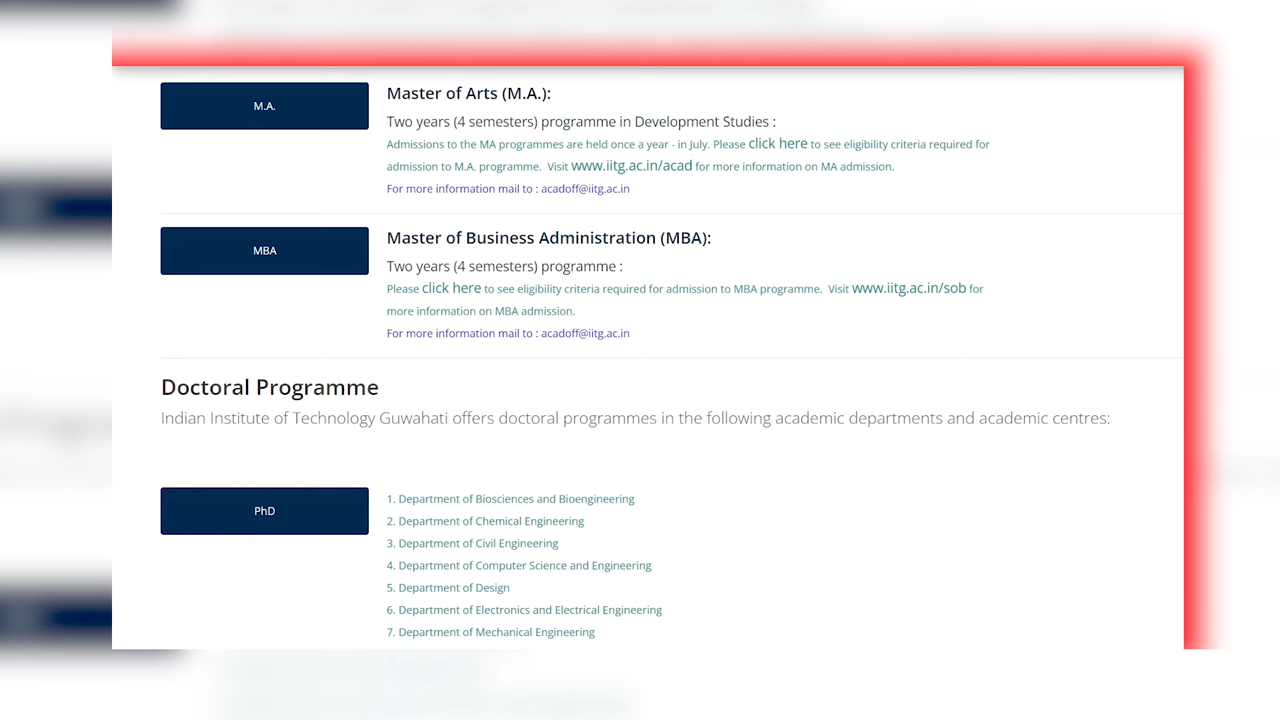 M.A.
Master of Arts (M.A.):
Two years (4 semesters) programme in Development Studies :
Admissions to the MA programmes are held once a year - in July. Please click here to see eligibility criteria required for
admission to M.A. programme. Visit www.iitg.ac.in/acad for more information on MA admission.
For more information mail to : acadoff@iitg.ac.in
MBA
Master of Business Administration (MBA):
Two years (4 semesters) programme :
Please click here to see eligibility criteria required for admission to MBA programme. Visit www.iitg.ac.in/sob for
more information on MBA admission.
For more information mail to : acadoff@iitg.ac.in
Doctoral Programme
Indian Institute of Technology Guwahati offers doctoral programmes in the following academic departments and academic centres:
PhD
1. Department of Biosciences and Bioengineering
2. Department of Chemical Engineering
3. Department of Civil Engineering
4. Department of Computer Science and Engineering
5. Department of Design
6. Department of Electronics and Electrical Engineering
7. Department of Mechanical Engineering